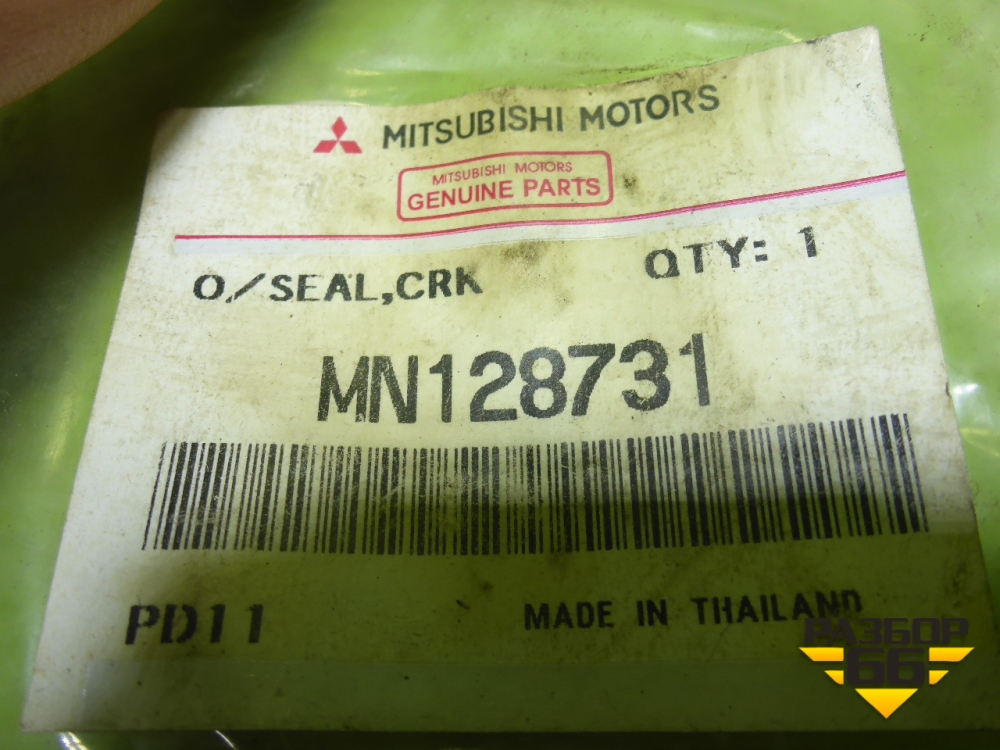 MITSUBISHI MOTORS
MITSUBISHI MOTORS
GENUINE PARTS
O/SEAL,CRK QTY: 1
MN128731
PD11 MADE IN THAILAND
РАЗБОР
66